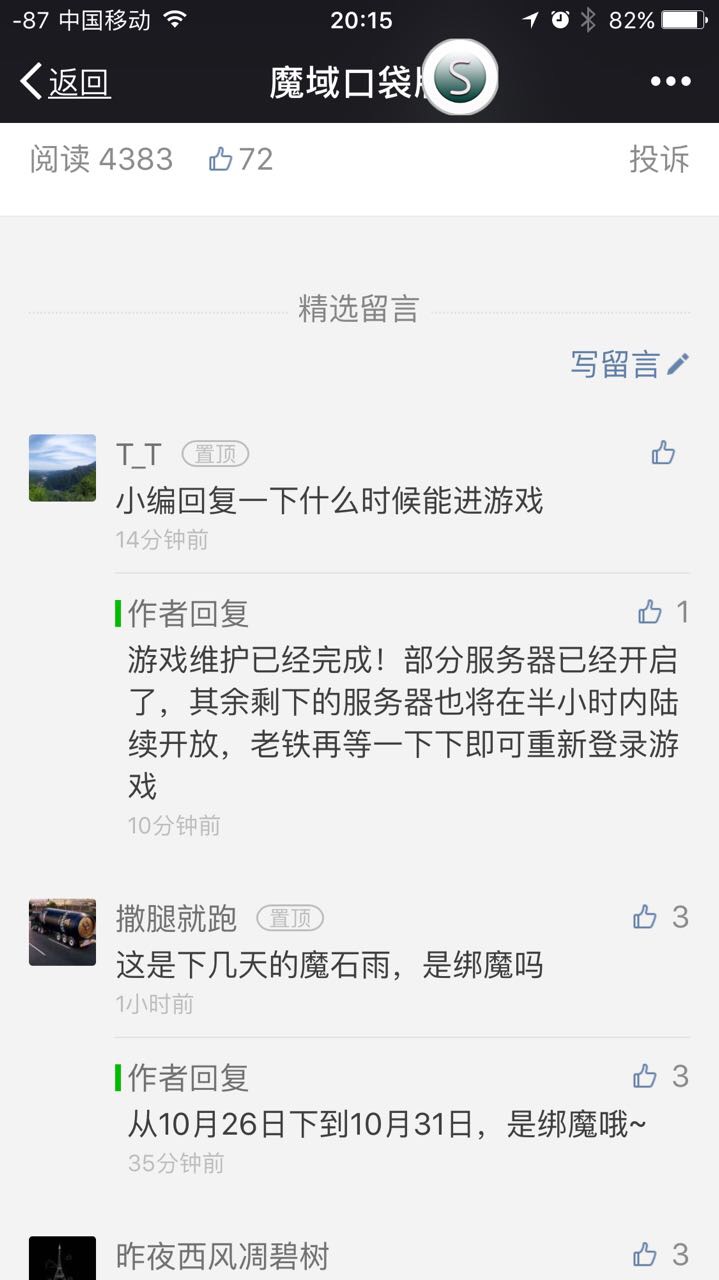 -87 中国移动 20:15 82%
返回 魔域口袋
阅读 4383 72 投诉
精选留言
写留言
T_T 置顶
小编回复一下什么时候能进游戏
14分钟前
作者回复 1
游戏维护已经完成！部分服务器已经开启
了，其余剩下的服务器也将在半小时内陆
续开放，老铁再等一下下即可重新登录游
戏
10分钟前
撒腿就跑 置顶 3
这是下几天的魔石雨，是绑魔吗
1小时前
作者回复 3
从10月26日下到10月31日，是绑魔哦~
35分钟前
昨夜西风凋碧树 3